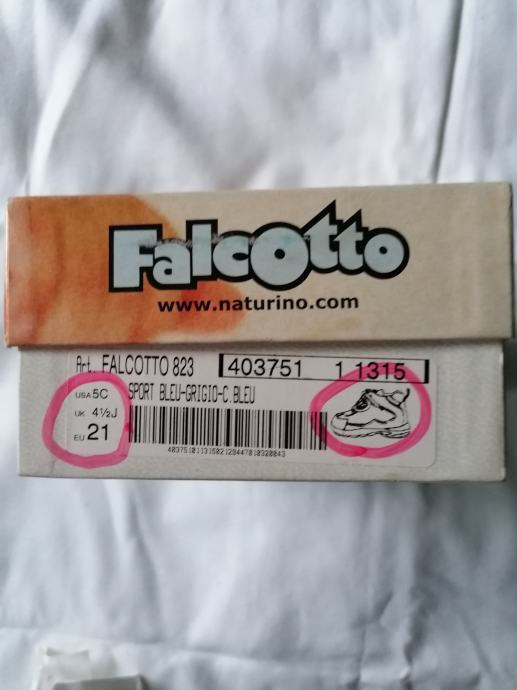 Falcotto
www.naturino.com
Art. FALCOTTO 823 403751 1 1315
USA 5C SPORT BLEU-GRIGIO-C.BLEU
UK 4½J
EU 21